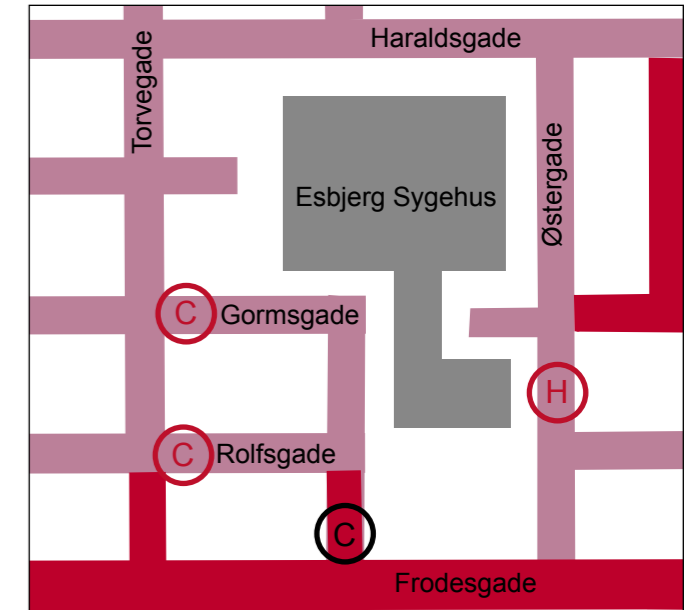 Haraldsgade
Torvegade
Østergade
Esbjerg Sygehus
C
Gormsgade
H
C
Rolfsgade
C
Frodesgade